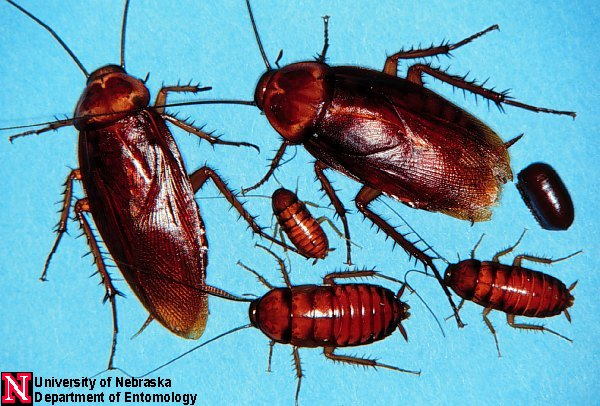 N
University of Nebraska
Department of Entomology